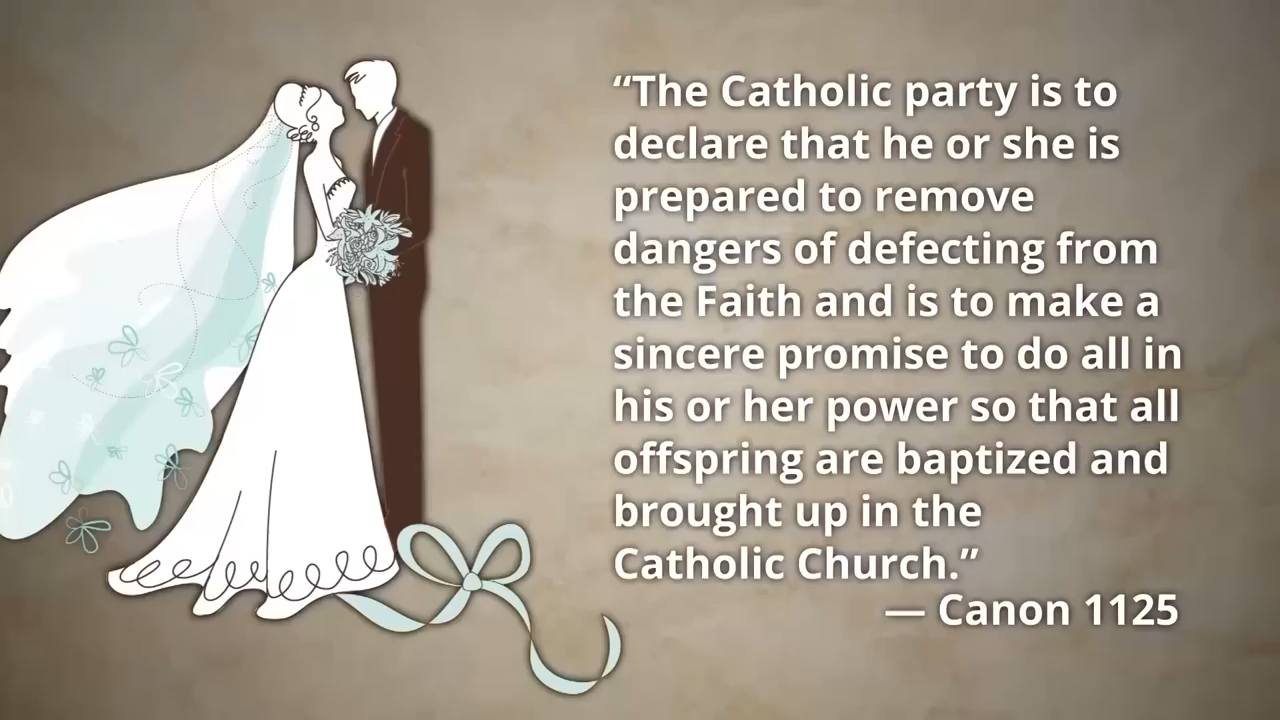 “The Catholic party is to
declare that he or she is
prepared to remove
dangers of defecting from
the Faith and is to make a
sincere promise to do all in
his or her power so that all
offspring are baptized and
brought up in the
Catholic Church.”
— Canon 1125